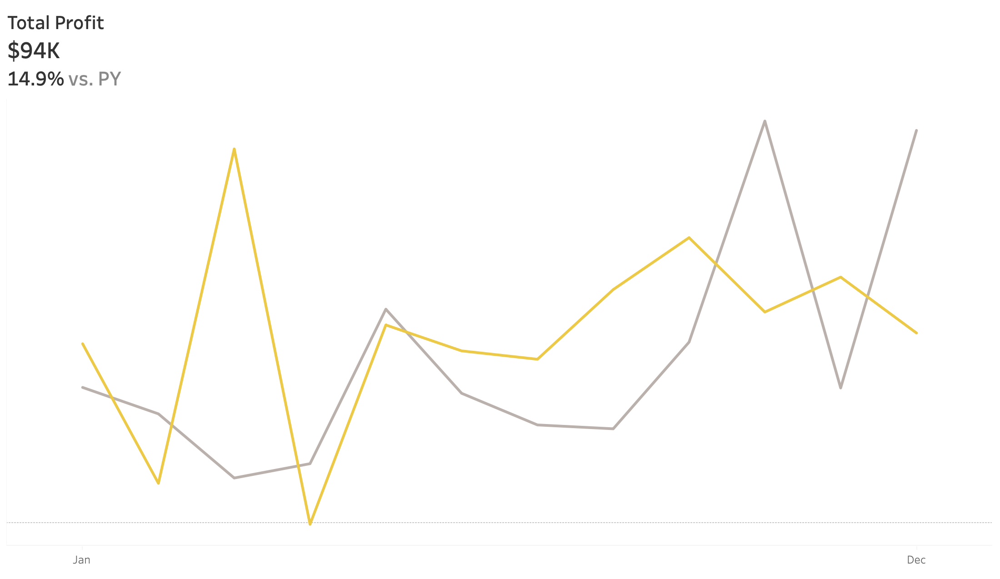 Total Profit
$94K
14.9% vs. PY
Jan
Dec